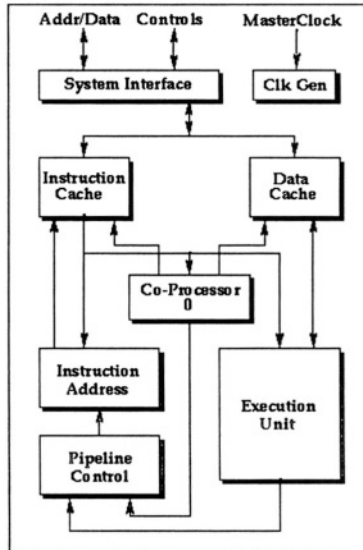 Addr/Data Controls MasterClock
System Interface
Clk Gen
Instruction
Cache
Data
Cache
Co-Processor
0
Instruction
Address
Execution
Unit
Pipeline
Control